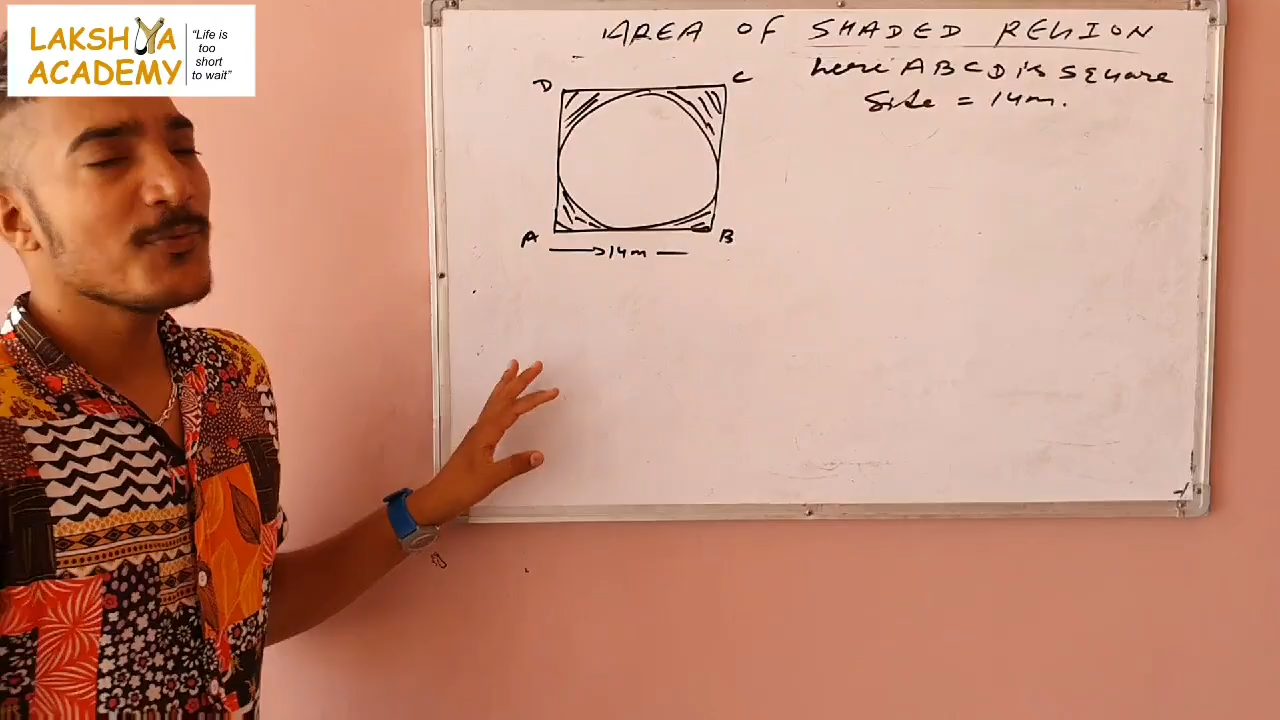 LAKSHYA
ACADEMY
"Life is
too
short
to wait"
AREA OF SHADED REGION
here ABCD is square
Side = 14m.
D
C
A
B
14m